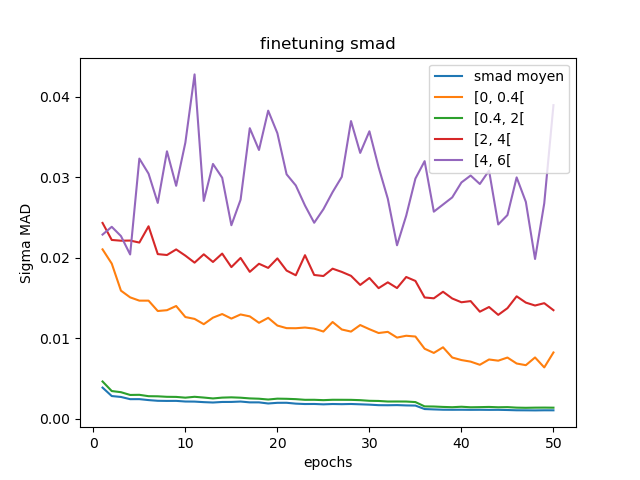 finetuning smad
smad moyen
[0, 0.4[
[0.4, 2[
[2, 4[
[4, 6[
Sigma MAD
0.04
0.03
0.02
0.01
0.00
0 10 20 30 40 50
epochs